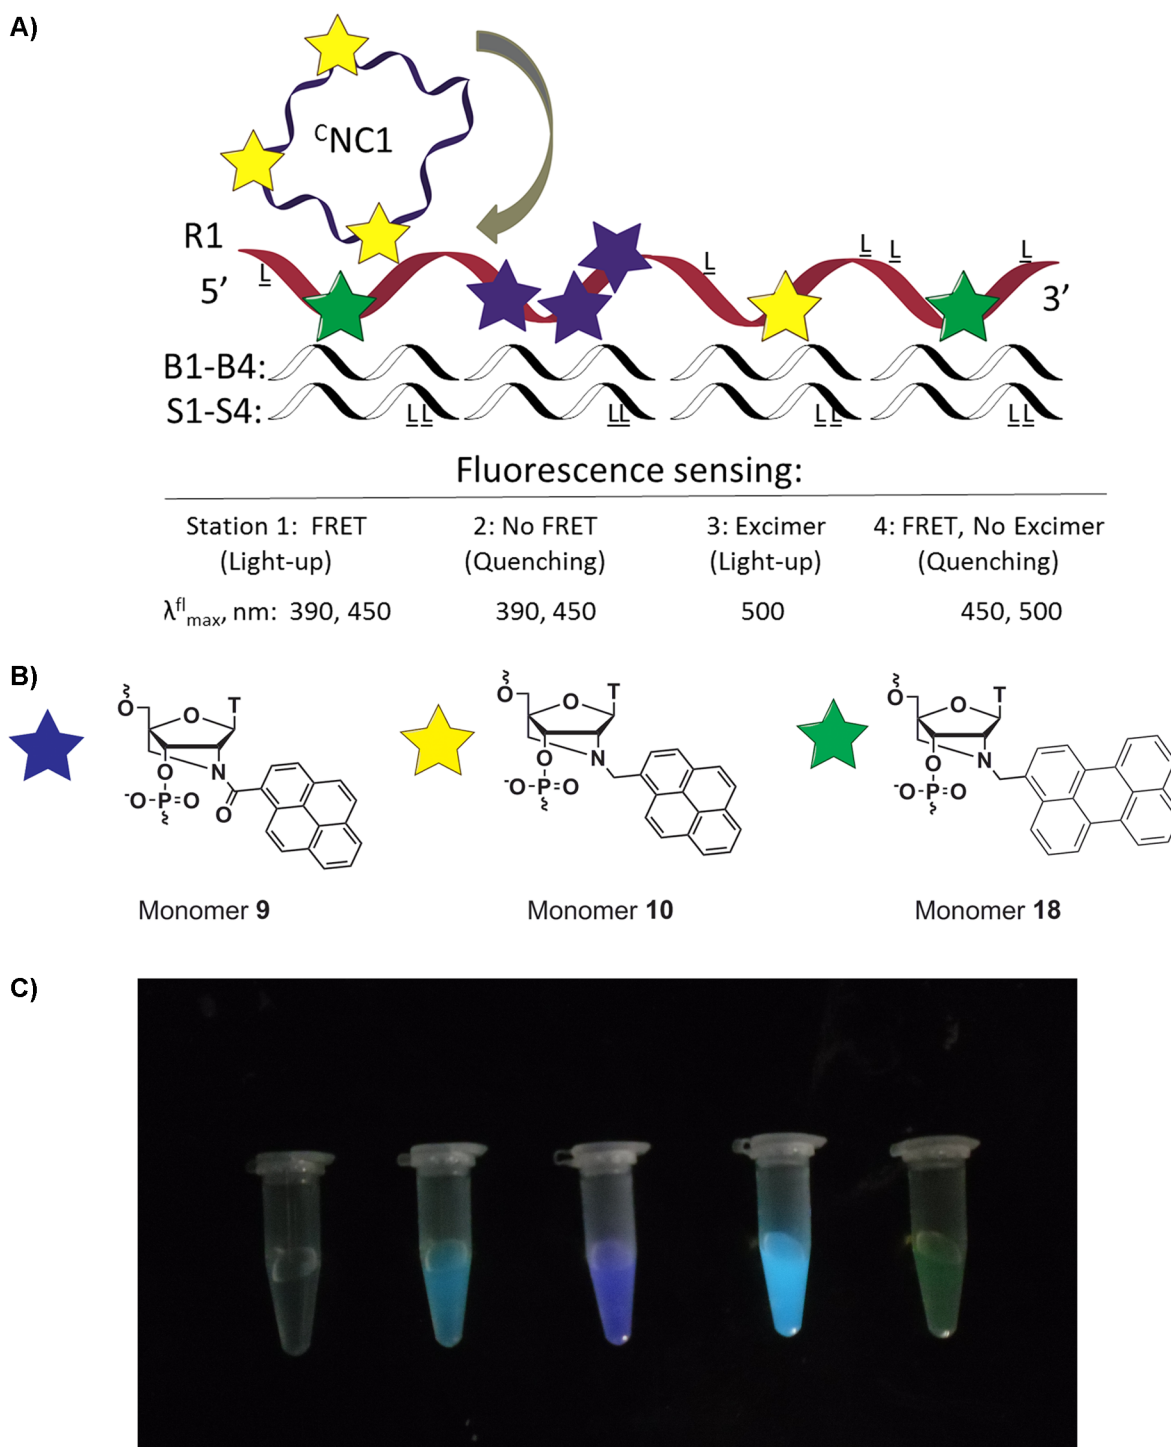 A)
ᶜNC1
R1
5’
L
L
L L
L
3’
B1-B4:
S1-S4:
LL
LL
LL
LL
Fluorescence sensing:
Station 1: FRET
(Light-up)
2: No FRET
(Quenching)
3: Excimer
(Light-up)
4: FRET, No Excimer
(Quenching)
λᶠˡmax, nm: 390, 450
390, 450
500
450, 500
B)
O
O
T
N
O
⁻O-P=O
O
Monomer 9
O
O
T
N
O
⁻O-P=O
Monomer 10
O
O
T
N
O
⁻O-P=O
Monomer 18
C)